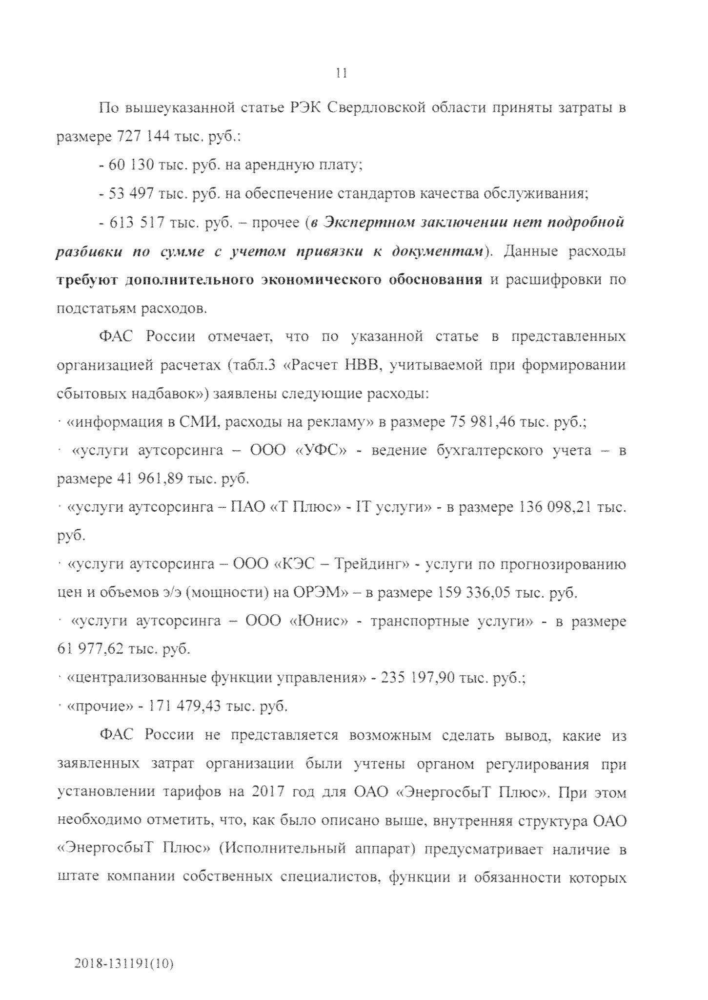 11
По вышеуказанной статье РЭК Свердловской области приняты затраты в
размере 727 144 тыс. руб.:
- 60 130 тыс. руб. на арендную плату;
- 53 497 тыс. руб. на обеспечение стандартов качества обслуживания;
- 613 517 тыс. руб. – прочее (в Экспертном заключении нет подробной
разбивки по сумме с учетом привязки к документам). Данные расходы
требуют дополнительного экономического обоснования и расшифровки по
подстатьям расходов.
ФАС России отмечает, что по указанной статье в представленных
организацией расчетах (табл.3 «Расчет НВВ, учитываемой при формировании
сбытовых надбавок») заявлены следующие расходы:
· «информация в СМИ, расходы на рекламу» в размере 75 981,46 тыс. руб.;
· «услуги аутсорсинга – ООО «УФС» - ведение бухгалтерского учета – в
размере 41 961,89 тыс. руб.
· «услуги аутсорсинга – ПАО «Т Плюс» - IT услуги» - в размере 136 098,21 тыс.
руб.
· «услуги аутсорсинга – ООО «КЭС – Трейдинг» - услуги по прогнозированию
цен и объемов э/э (мощности) на ОРЭМ» – в размере 159 336,05 тыс. руб.
· «услуги аутсорсинга – ООО «Юнис» - транспортные услуги» - в размере
61 977,62 тыс. руб.
· «централизованные функции управления» - 235 197,90 тыс. руб.;
· «прочие» - 171 479,43 тыс. руб.
ФАС России не представляется возможным сделать вывод, какие из
заявленных затрат организации были учтены органом регулирования при
установлении тарифов на 2017 год для ОАО «ЭнергосбыТ Плюс». При этом
необходимо отметить, что, как было описано выше, внутренняя структура ОАО
«ЭнергосбыТ Плюс» (Исполнительный аппарат) предусматривает наличие в
штате компании собственных специалистов, функции и обязанности которых
2018-131191(10)